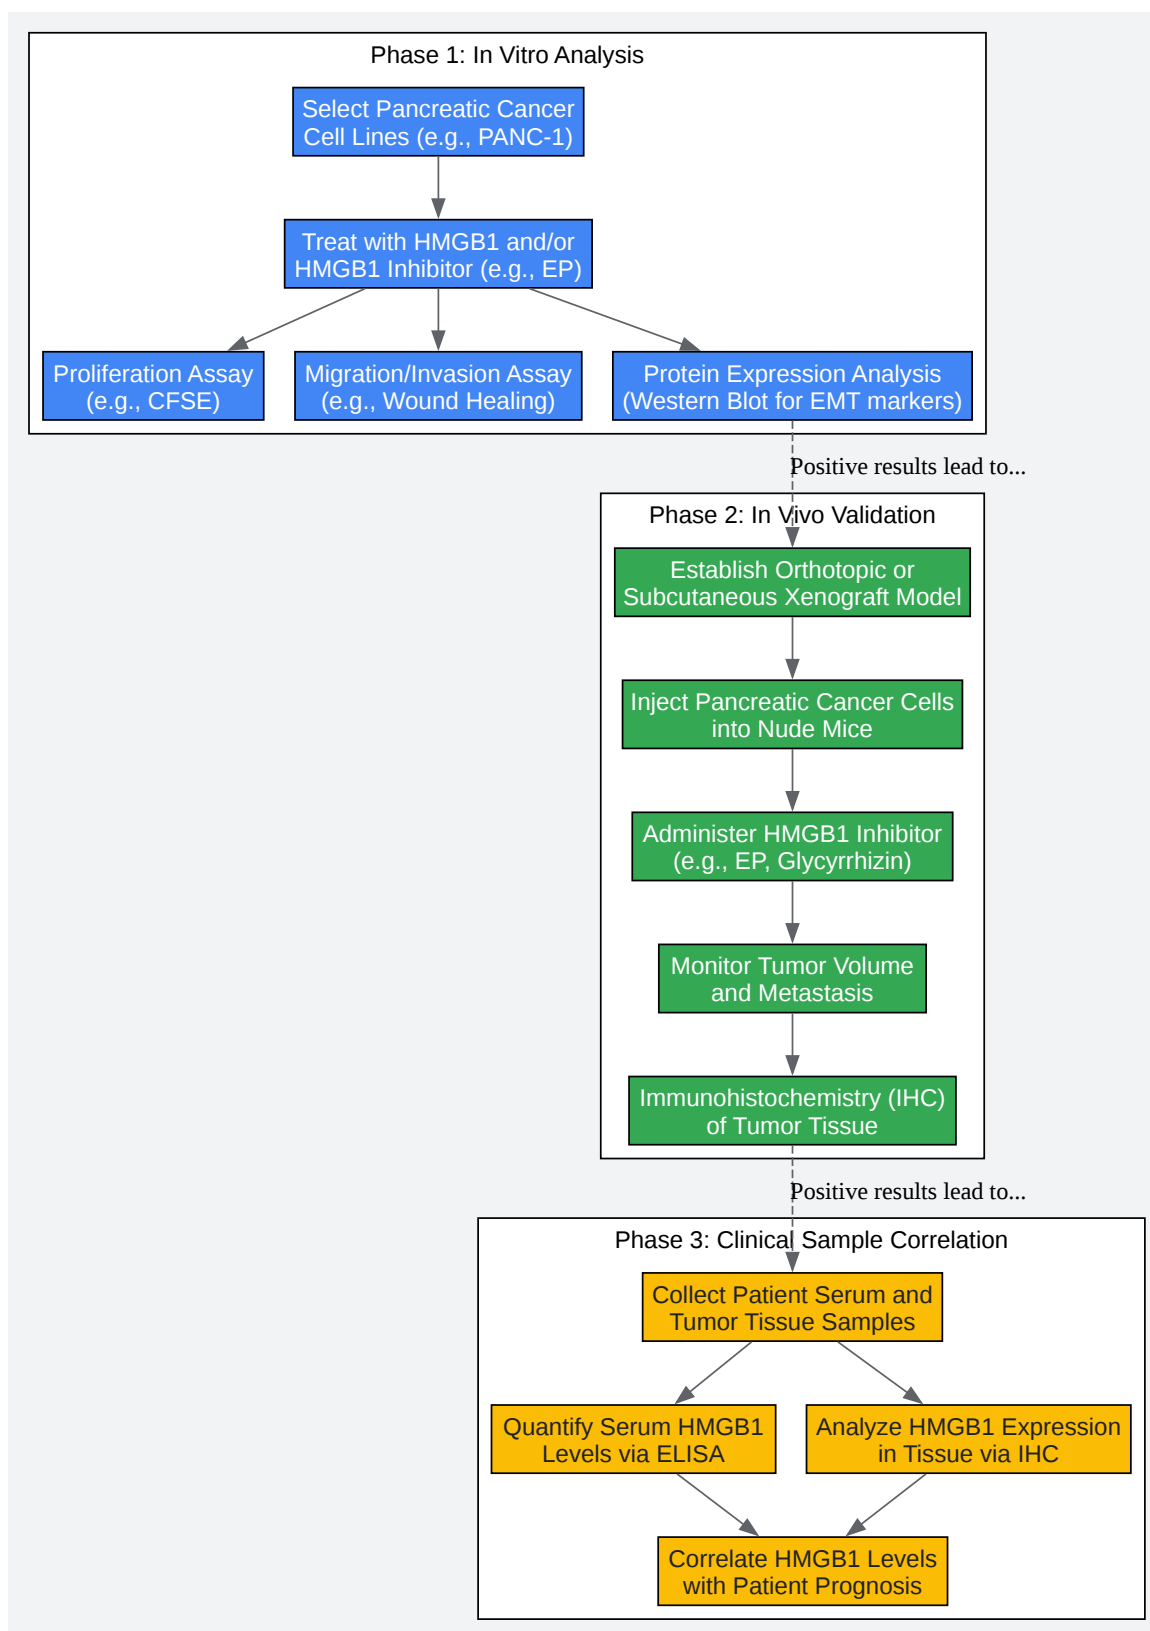 Phase 1: In Vitro Analysis
Select Pancreatic Cancer
Cell Lines (e.g., PANC-1)
Treat with HMGB1 and/or
HMGB1 Inhibitor (e.g., EP)
Proliferation Assay
(e.g., CFSE)
Migration/Invasion Assay
(e.g., Wound Healing)
Protein Expression Analysis
(Western Blot for EMT markers)
Positive results lead to...
Phase 2: In Vivo Validation
Establish Orthotopic or
Subcutaneous Xenograft Model
Inject Pancreatic Cancer Cells
into Nude Mice
Administer HMGB1 Inhibitor
(e.g., EP, Glycyrrhizin)
Monitor Tumor Volume
and Metastasis
Immunohistochemistry (IHC)
of Tumor Tissue
Positive results lead to...
Phase 3: Clinical Sample Correlation
Collect Patient Serum and
Tumor Tissue Samples
Quantify Serum HMGB1
Levels via ELISA
Analyze HMGB1 Expression
in Tissue via IHC
Correlate HMGB1 Levels
with Patient Prognosis